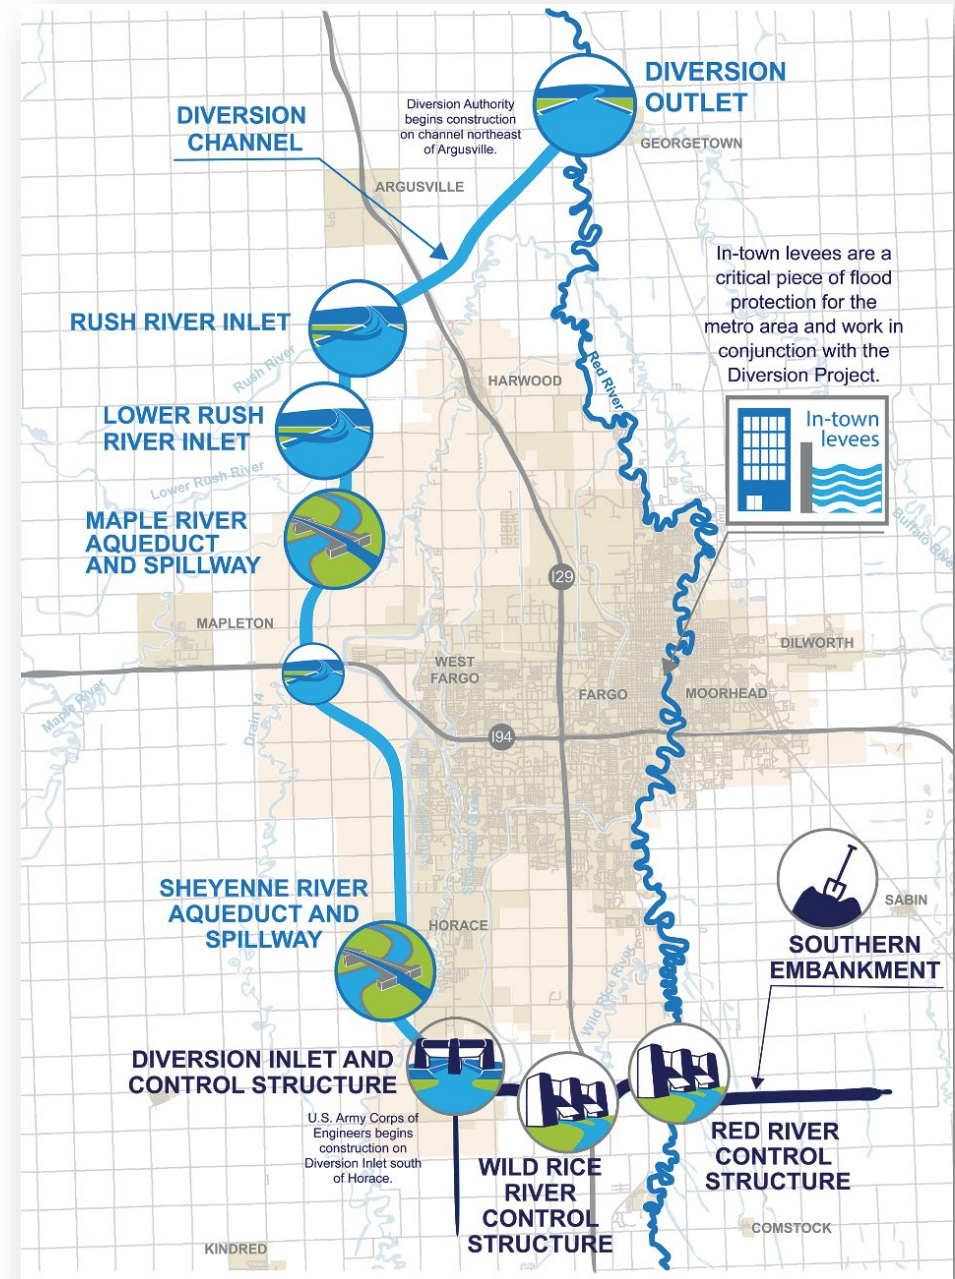 DIVERSION
OUTLET
DIVERSION
CHANNEL
Diversion Authority
begins construction
on channel northeast
of Argusville.
GEORGETOWN
ARGUSVILLE
In-town levees are a
critical piece of flood
protection for the
metro area and work in
conjunction with the
Diversion Project.
RUSH RIVER INLET
Rush River
Red River
HARWOOD
LOWER RUSH
RIVER INLET
In-town
levees
Lower Rush River
Buffalo River
MAPLE RIVER
AQUEDUCT
AND SPILLWAY
I29
MAPLETON
DILWORTH
WEST
FARGO
FARGO
MOORHEAD
Maple River
Drain 14
I94
SHEYENNE RIVER
AQUEDUCT AND
SPILLWAY
HORACE
SABIN
SOUTHERN
EMBANKMENT
Wild Rice River
DIVERSION INLET AND
CONTROL STRUCTURE
U.S. Army Corps of
Engineers begins
construction on
Diversion Inlet south
of Horace.
WILD RICE
RIVER
CONTROL
STRUCTURE
RED RIVER
CONTROL
STRUCTURE
COMSTOCK
KINDRED